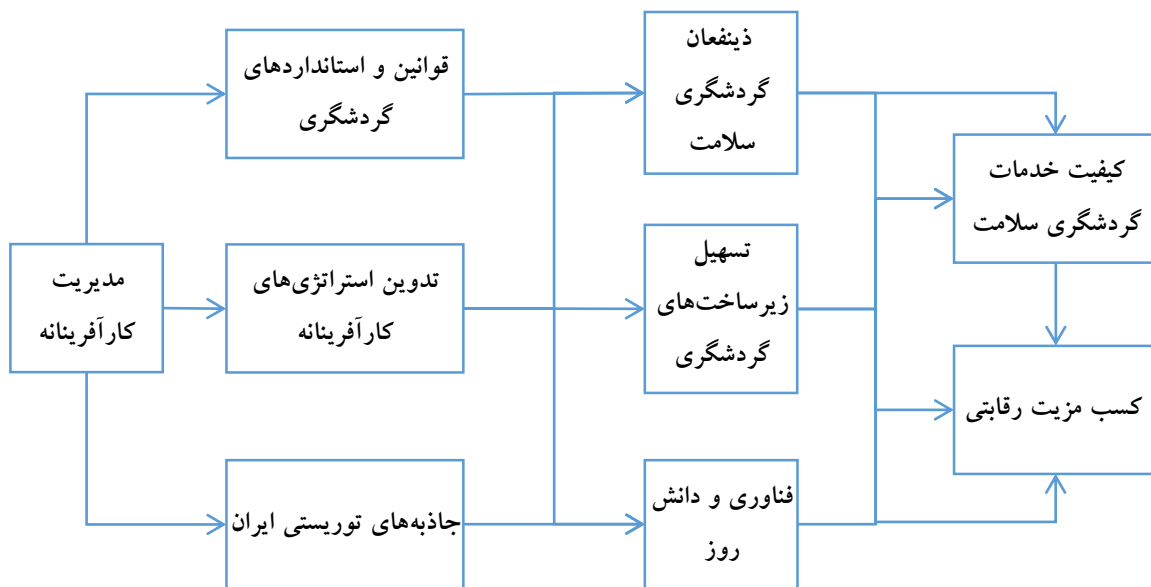 مدیریت
کارآفرینانه
قوانین و استانداردهای
گردشگری
تدوین استراتژی‌های
کارآفرینانه
جاذبه‌های توریستی ایران
ذینفعان
گردشگری
سلامت
تسهیل
زیرساخت‌های
گردشگری
فناوری و دانش
روز
کیفیت خدمات
گردشگری سلامت
کسب مزیت رقابتی